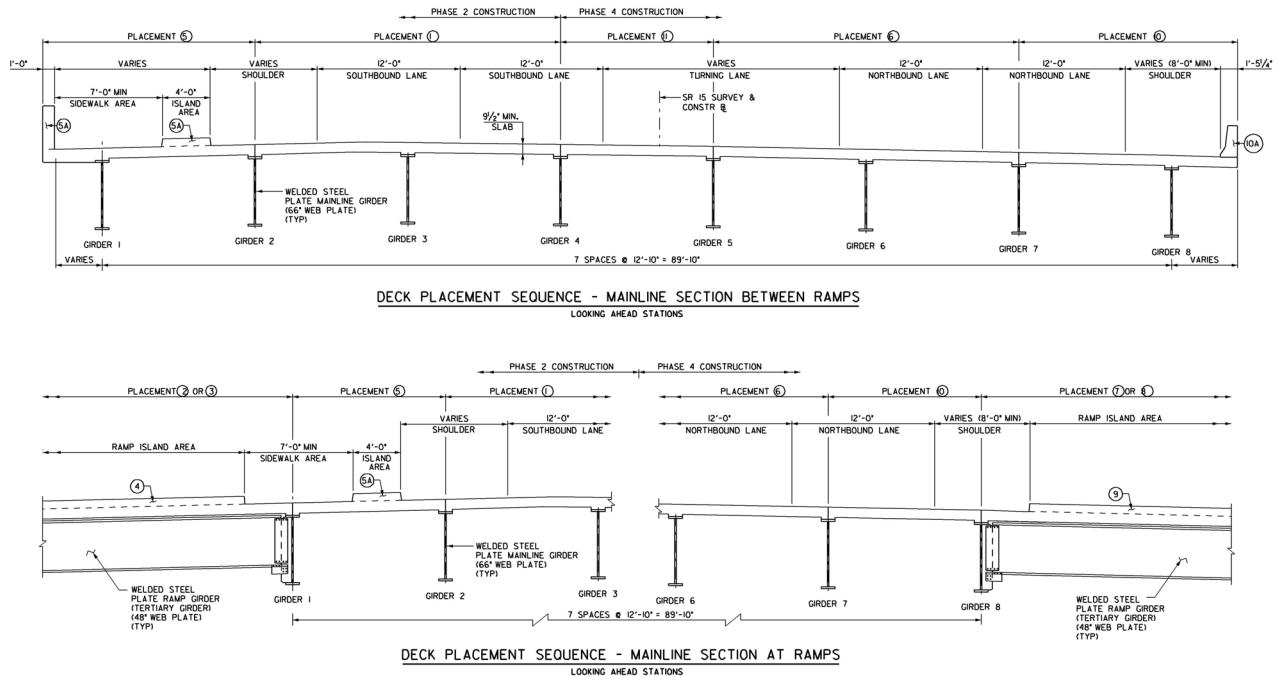 PHASE 2 CONSTRUCTION PHASE 4 CONSTRUCTION
PLACEMENT 5 PLACEMENT 1 PLACEMENT 11 PLACEMENT 6 PLACEMENT 10
1'-0" VARIES VARIES 12'-0" 12'-0" VARIES 12'-0" 12'-0" VARIES (8'-0" MIN) 1'-5 1/4"
SHOULDER SOUTHBOUND LANE SOUTHBOUND LANE TURNING LANE NORTHBOUND LANE NORTHBOUND LANE SHOULDER
7'-0" MIN 4'-0"
SIDEWALK AREA ISLAND
AREA
SR 15 SURVEY &
CONSTR ℄
9 1/2" MIN.
SLAB
5A 5A 10A
WELDED STEEL
PLATE MAINLINE GIRDER
(66" WEB PLATE)
(TYP)
GIRDER 1 GIRDER 2 GIRDER 3 GIRDER 4 GIRDER 5 GIRDER 6 GIRDER 7 GIRDER 8
VARIES 7 SPACES @ 12'-10" = 89'-10" VARIES
DECK PLACEMENT SEQUENCE - MAINLINE SECTION BETWEEN RAMPS
LOOKING AHEAD STATIONS
PHASE 2 CONSTRUCTION PHASE 4 CONSTRUCTION
PLACEMENT 2 OR 3 PLACEMENT 5 PLACEMENT 1 PLACEMENT 6 PLACEMENT 10 PLACEMENT 7 OR 8
VARIES 12'-0" 12'-0" 12'-0" VARIES (8'-0" MIN) RAMP ISLAND AREA
SHOULDER SOUTHBOUND LANE NORTHBOUND LANE NORTHBOUND LANE SHOULDER
RAMP ISLAND AREA 7'-0" MIN 4'-0"
SIDEWALK AREA ISLAND
AREA
4 5A 9
WELDED STEEL
PLATE MAINLINE GIRDER
(66" WEB PLATE)
(TYP)
WELDED STEEL
PLATE RAMP GIRDER
(TERTIARY GIRDER)
(48" WEB PLATE)
(TYP)
GIRDER 1 GIRDER 2 GIRDER 3 GIRDER 6 GIRDER 7 GIRDER 8
WELDED STEEL
PLATE RAMP GIRDER
(TERTIARY GIRDER)
(48" WEB PLATE)
(TYP)
7 SPACES @ 12'-10" = 89'-10"
DECK PLACEMENT SEQUENCE - MAINLINE SECTION AT RAMPS
LOOKING AHEAD STATIONS